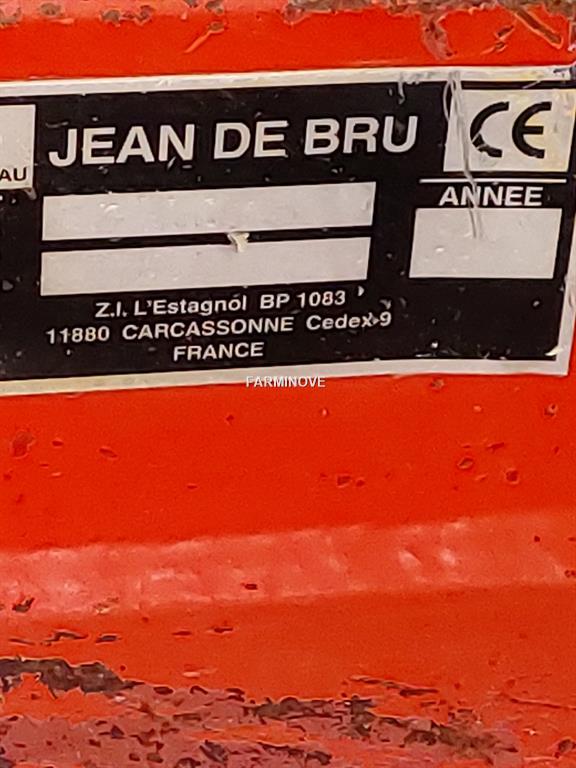 AU
JEAN DE BRU
CE
ANNEE
Z.I. L'Estagnol BP 1083
11880 CARCASSONNE Cedex 9
FRANCE
FARMINOVE